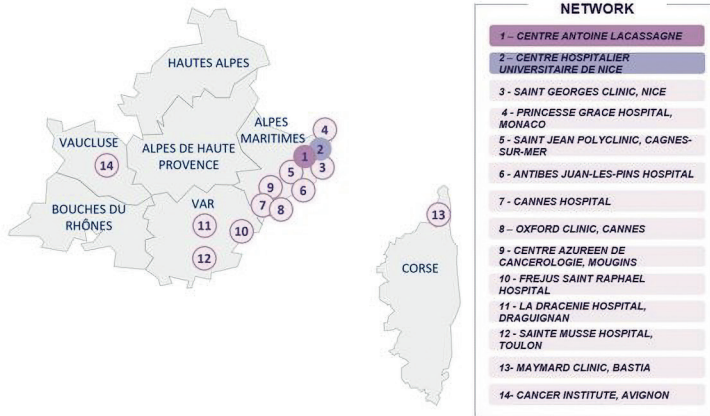 HAUTES ALPES
ALPES
MARITIMES
VAUCLUSE
ALPES DE HAUTE
PROVENCE
BOUCHES DU
RHÔNES
VAR
CORSE
4
2
1
3
5
6
9
7
8
14
11
10
12
13
NETWORK
1 – CENTRE ANTOINE LACASSAGNE
2 – CENTRE HOSPITALIER
UNIVERSITAIRE DE NICE
3 - SAINT GEORGES CLINIC, NICE
4 - PRINCESSE GRACE HOSPITAL,
MONACO
5 - SAINT JEAN POLYCLINIC, CAGNES-
SUR-MER
6 - ANTIBES JUAN-LES-PINS HOSPITAL
7 - CANNES HOSPITAL
8 – OXFORD CLINIC, CANNES
9 - CENTRE AZUREEN DE
CANCEROLOGIE, MOUGINS
10 - FREJUS SAINT RAPHAEL
HOSPITAL
11 - LA DRACENIE HOSPITAL,
DRAGUIGNAN
12 - SAINTE MUSSE HOSPITAL,
TOULON
13- MAYMARD CLINIC, BASTIA
14- CANCER INSTITUTE, AVIGNON